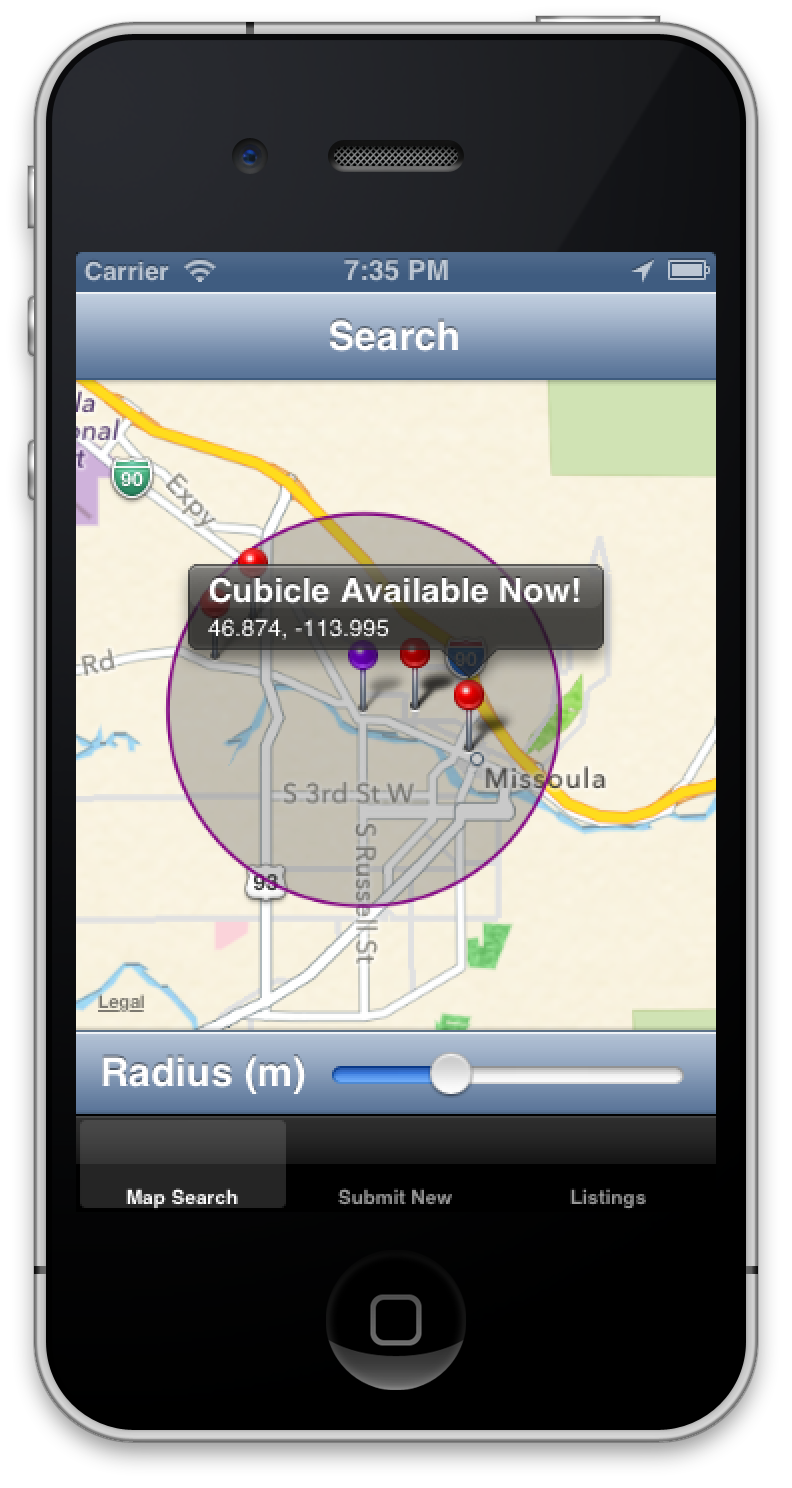 Carrier 7:35 PM
Search
la
onal
t
90
Expy
Cubicle Available Now!
46.874, -113.995
Rd
90
Missoula
S 3rd St W
S Russell St
93
Legal
Radius (m)
Map Search Submit New Listings